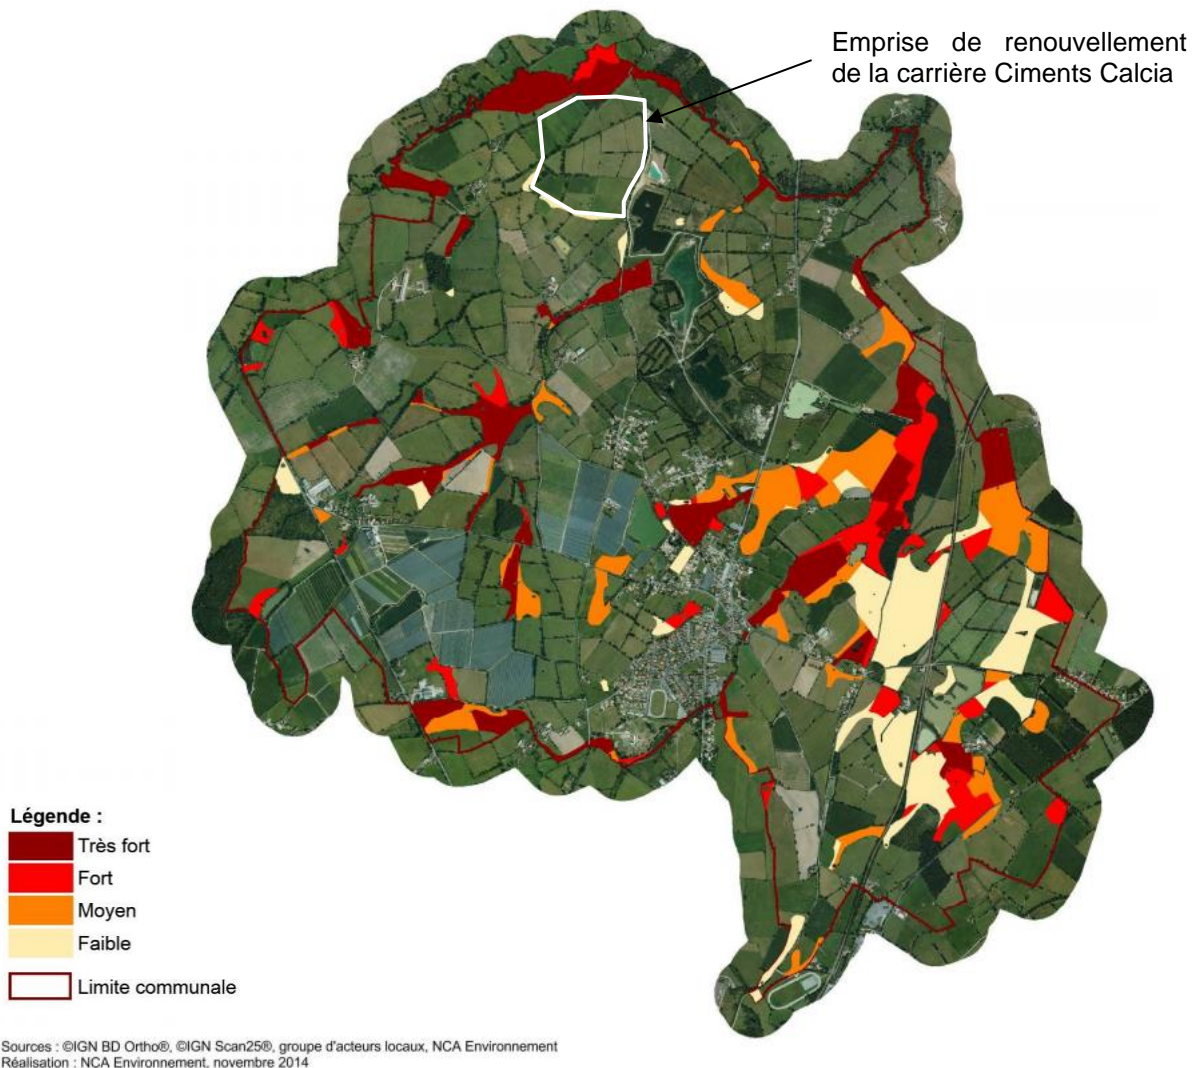 Emprise de renouvellement
de la carrière Ciments Calcia
Légende :
Très fort
Fort
Moyen
Faible
Limite communale
Sources : ©IGN BD Ortho®, ©IGN Scan25®, groupe d'acteurs locaux, NCA Environnement
Réalisation : NCA Environnement, novembre 2014